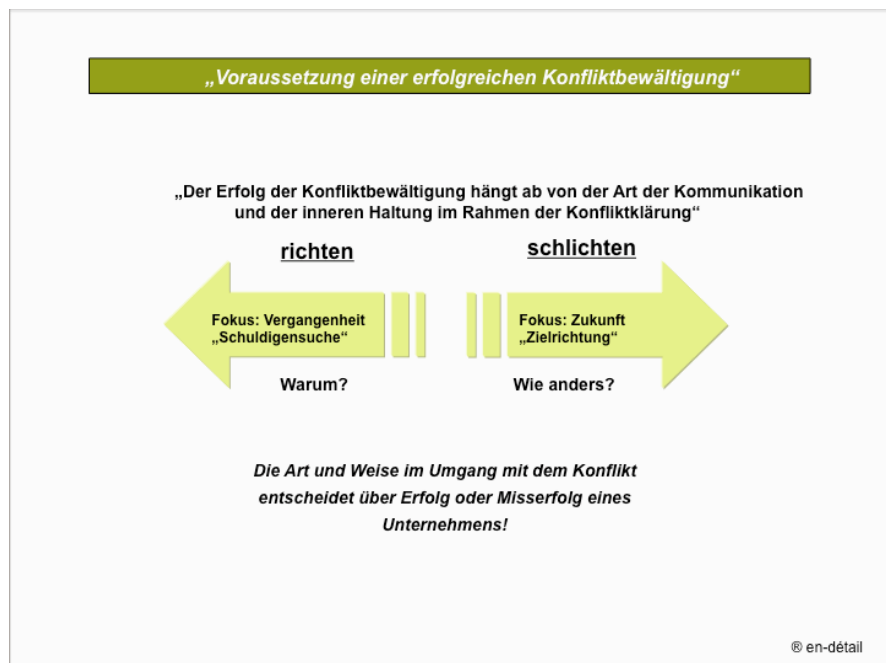 „Voraussetzung einer erfolgreichen Konfliktbewältigung“
„Der Erfolg der Konfliktbewältigung hängt ab von der Art der Kommunikation
und der inneren Haltung im Rahmen der Konfliktklärung“
richten
schlichten
Fokus: Vergangenheit
„Schuldigensuche“
Fokus: Zukunft
„Zielrichtung“
Warum?
Wie anders?
Die Art und Weise im Umgang mit dem Konflikt
entscheidet über Erfolg oder Misserfolg eines
Unternehmens!
® en-détail